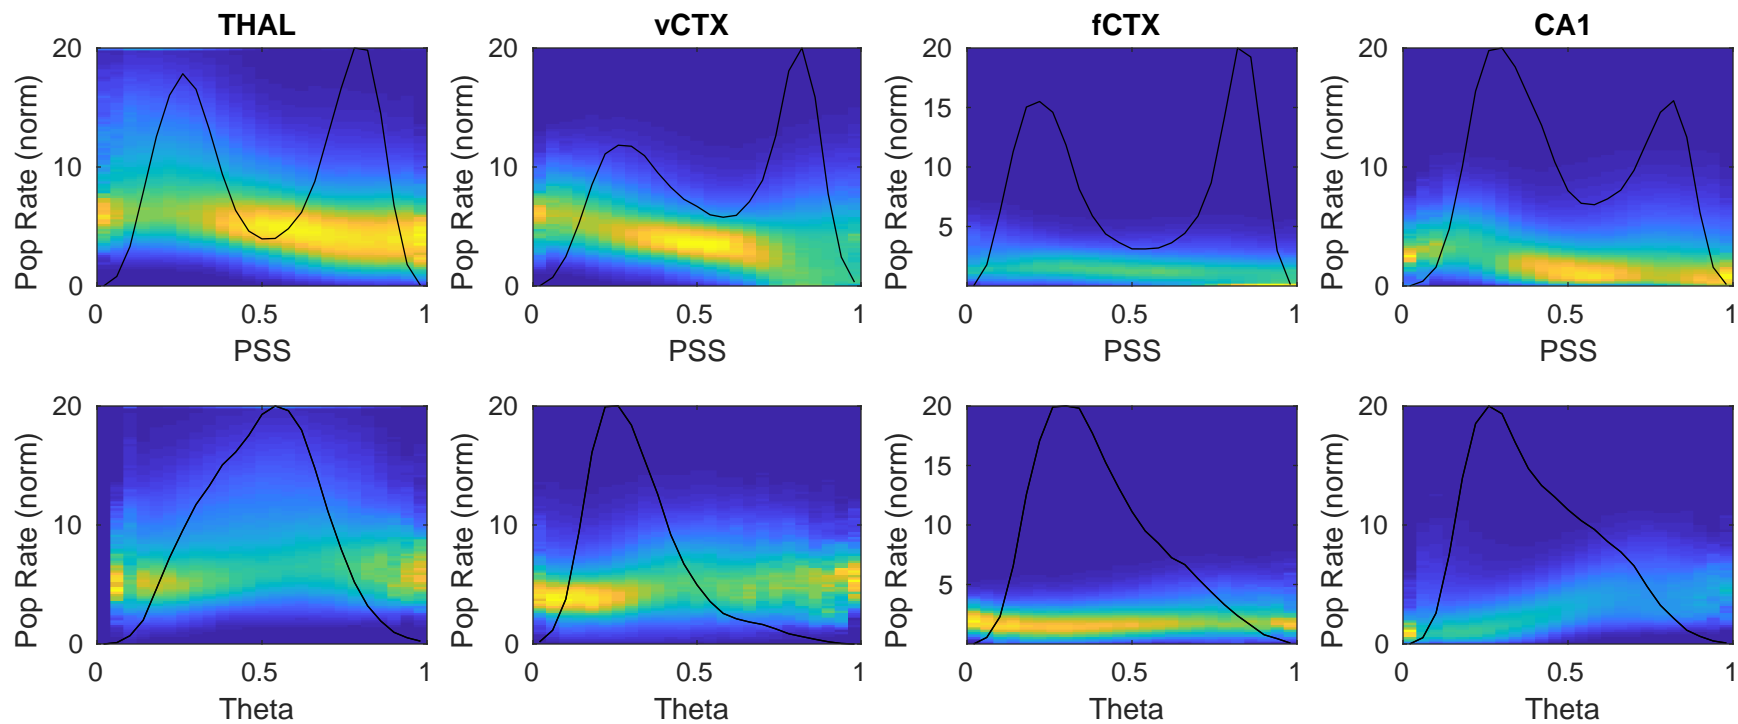 THAL vCTX fCTX CA1
20 20 20 20
15
Pop Rate (norm) Pop Rate (norm) Pop Rate (norm) Pop Rate (norm)
10 10 10 10
5
0 0 0
0 0.5 1 0 0.5 1 0 0.5 1 0 0.5 1
PSS PSS PSS PSS
20 20 20 20
15
Pop Rate (norm) Pop Rate (norm) Pop Rate (norm) Pop Rate (norm)
10 10 10 10
5
0 0 0
0 0.5 1 0 0.5 1 0 0.5 1 0 0.5 1
Theta Theta Theta Theta